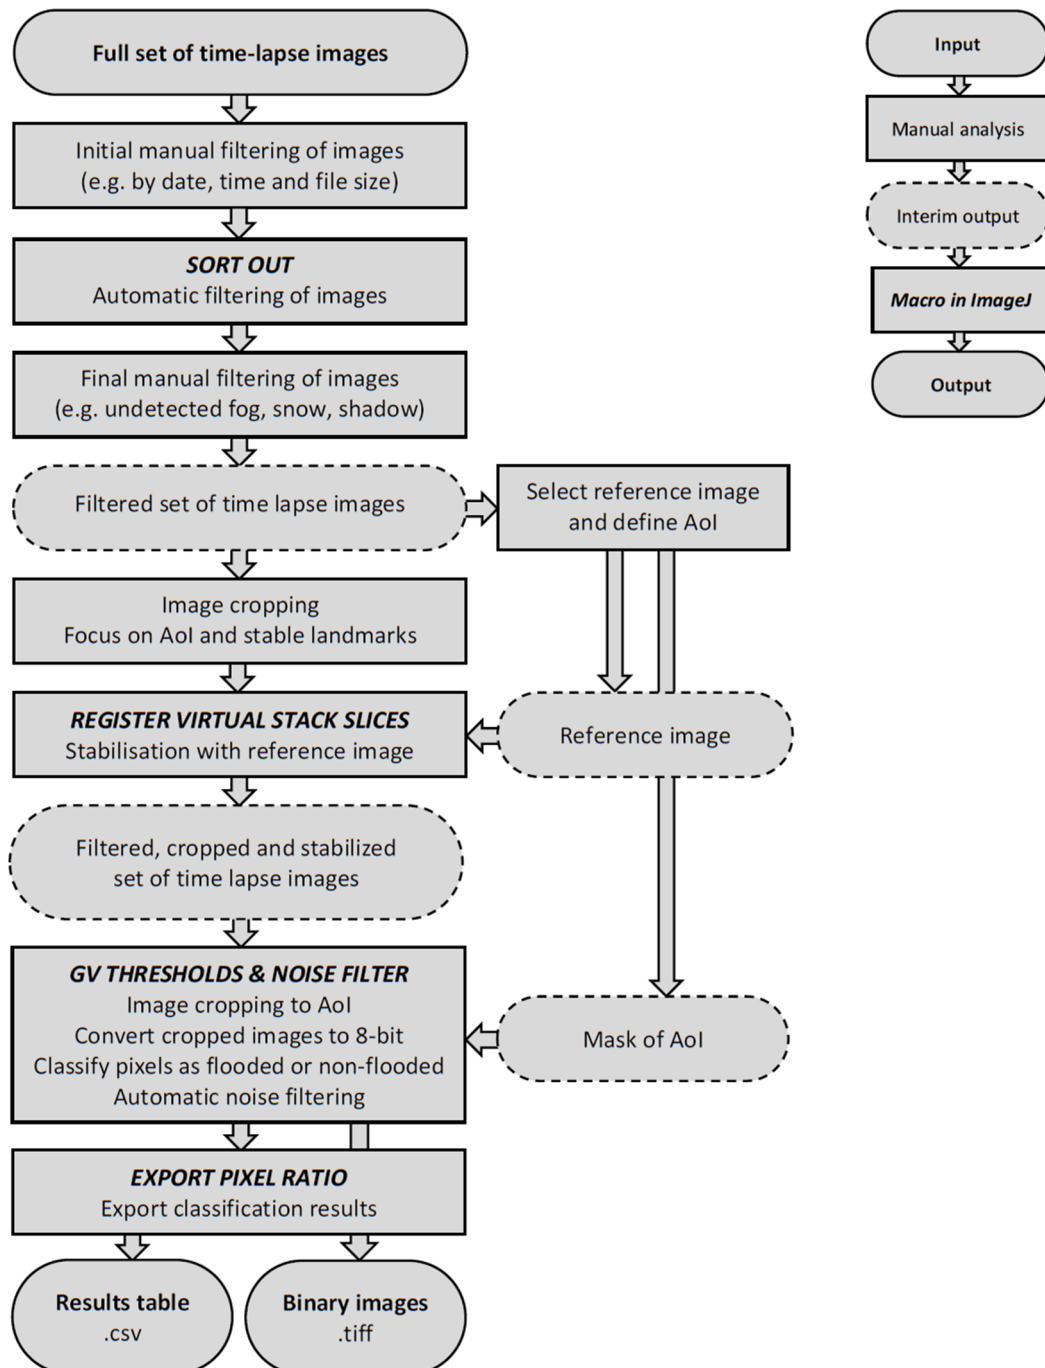 Full set of time-lapse images
Initial manual filtering of images
(e.g. by date, time and file size)
SORT OUT
Automatic filtering of images
Final manual filtering of images
(e.g. undetected fog, snow, shadow)
Filtered set of time lapse images
Select reference image
and define AoI
Image cropping
Focus on AoI and stable landmarks
REGISTER VIRTUAL STACK SLICES
Stabilisation with reference image
Reference image
Filtered, cropped and stabilized
set of time lapse images
GV THRESHOLDS & NOISE FILTER
Image cropping to AoI
Convert cropped images to 8-bit
Classify pixels as flooded or non-flooded
Automatic noise filtering
Mask of AoI
EXPORT PIXEL RATIO
Export classification results
Results table
.csv
Binary images
.tiff
Input
Manual analysis
Interim output
Macro in ImageJ
Output